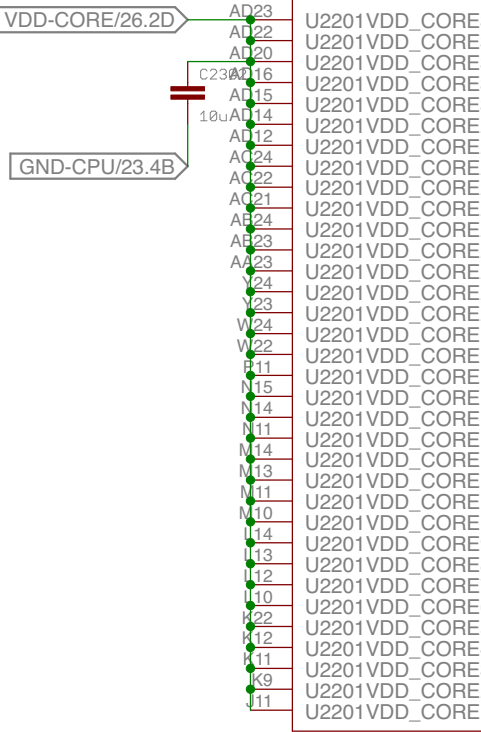 VDD-CORE/26.2D
AD23 U2201VDD_CORE
AD22 U2201VDD_CORE
AD20 U2201VDD_CORE
AD16 U2201VDD_CORE
AD15 U2201VDD_CORE
10u
AD14 U2201VDD_CORE
AD12 U2201VDD_CORE
GND-CPU/23.4B
AC24 U2201VDD_CORE
AC22 U2201VDD_CORE
AC21 U2201VDD_CORE
AB24 U2201VDD_CORE
AB23 U2201VDD_CORE
AA23 U2201VDD_CORE
Y24 U2201VDD_CORE
Y23 U2201VDD_CORE
W24 U2201VDD_CORE
W22 U2201VDD_CORE
P11 U2201VDD_CORE
N15 U2201VDD_CORE
N14 U2201VDD_CORE
N11 U2201VDD_CORE
M14 U2201VDD_CORE
M13 U2201VDD_CORE
M11 U2201VDD_CORE
M10 U2201VDD_CORE
L14 U2201VDD_CORE
L13 U2201VDD_CORE
L12 U2201VDD_CORE
L10 U2201VDD_CORE
K22 U2201VDD_CORE
K12 U2201VDD_CORE
K11 U2201VDD_CORE
K9 U2201VDD_CORE
J11 U2201VDD_CORE